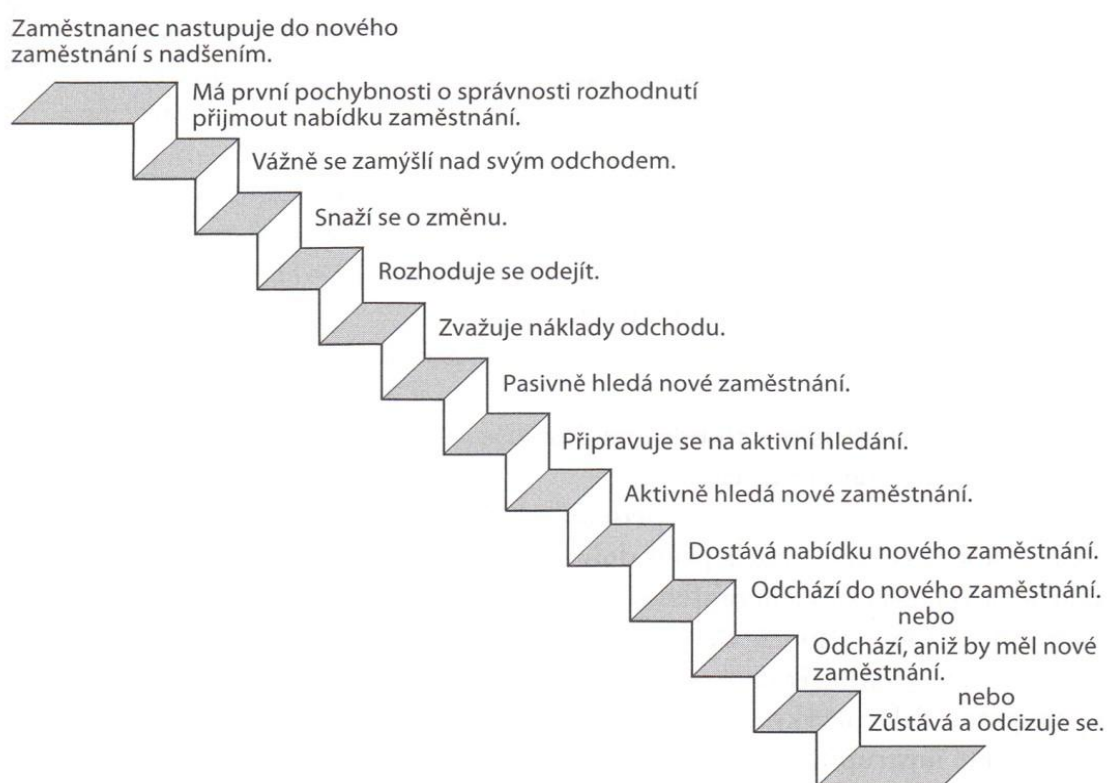 Zaměstnanec nastupuje do nového
zaměstnání s nadšením.
Má první pochybnosti o správnosti rozhodnutí
přijmout nabídku zaměstnání.
Vážně se zamýšlí nad svým odchodem.
Snaží se o změnu.
Rozhoduje se odejít.
Zvažuje náklady odchodu.
Pasivně hledá nové zaměstnání.
Připravuje se na aktivní hledání.
Aktivně hledá nové zaměstnání.
Dostává nabídku nového zaměstnání.
Odchází do nového zaměstnání.
nebo
Odchází, aniž by měl nové
zaměstnání.
nebo
Zůstává a odcizuje se.